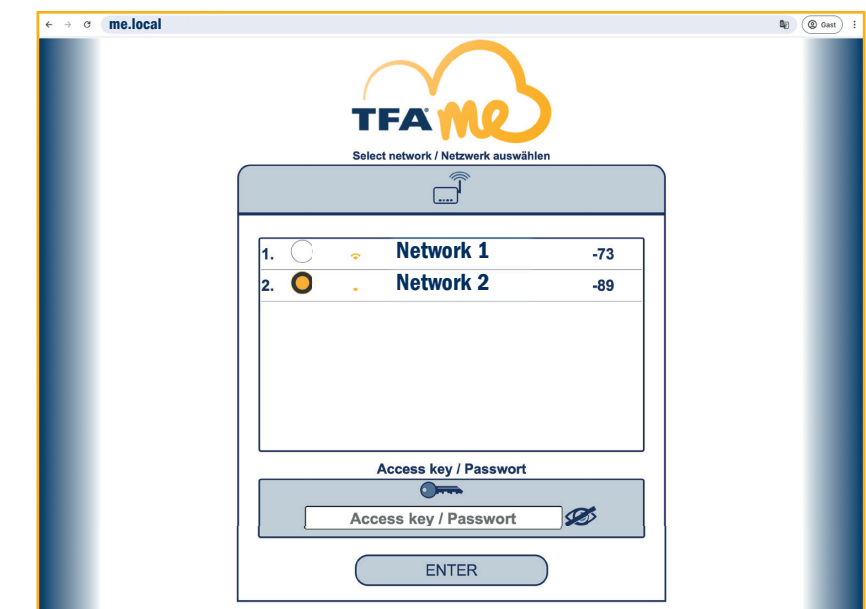 me.local
Gast
TFA me
Select network / Netzwerk auswählen
1. Network 1 -73
2. Network 2 -89
Access key / Passwort
Access key / Passwort
ENTER